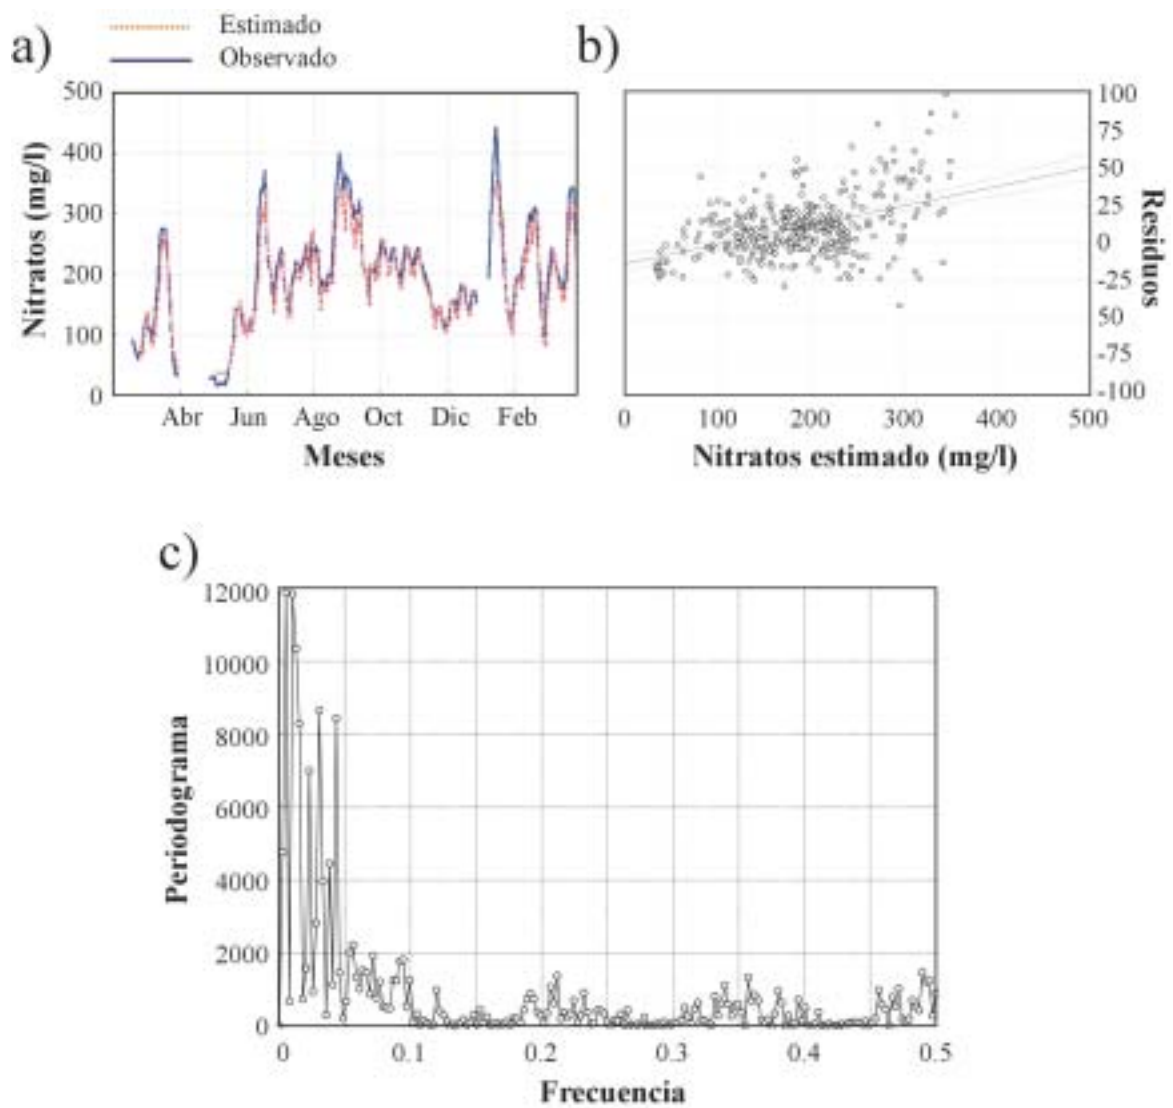 a)
Estimado
Observado
500
400
300
200
100
0
Nitratos (mg/l)
Abr Jun Ago Oct Dic Feb
Meses
b)
100
75
50
25
0
-25
50
-75
-100
Residuos
0 100 200 300 400 500
Nitratos estimado (mg/l)
c)
12000
10000
8000
6000
4000
2000
0
Periodograma
0 0.1 0.2 0.3 0.4 0.5
Frecuencia